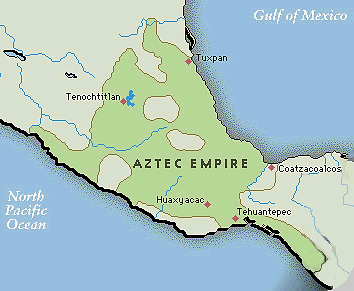 Gulf of Mexico
Tuxpan
Tenochtitlan
AZTEC EMPIRE
Coatzacoalcos
Huaxyacac
Tehuantepec
North
Pacific
Ocean